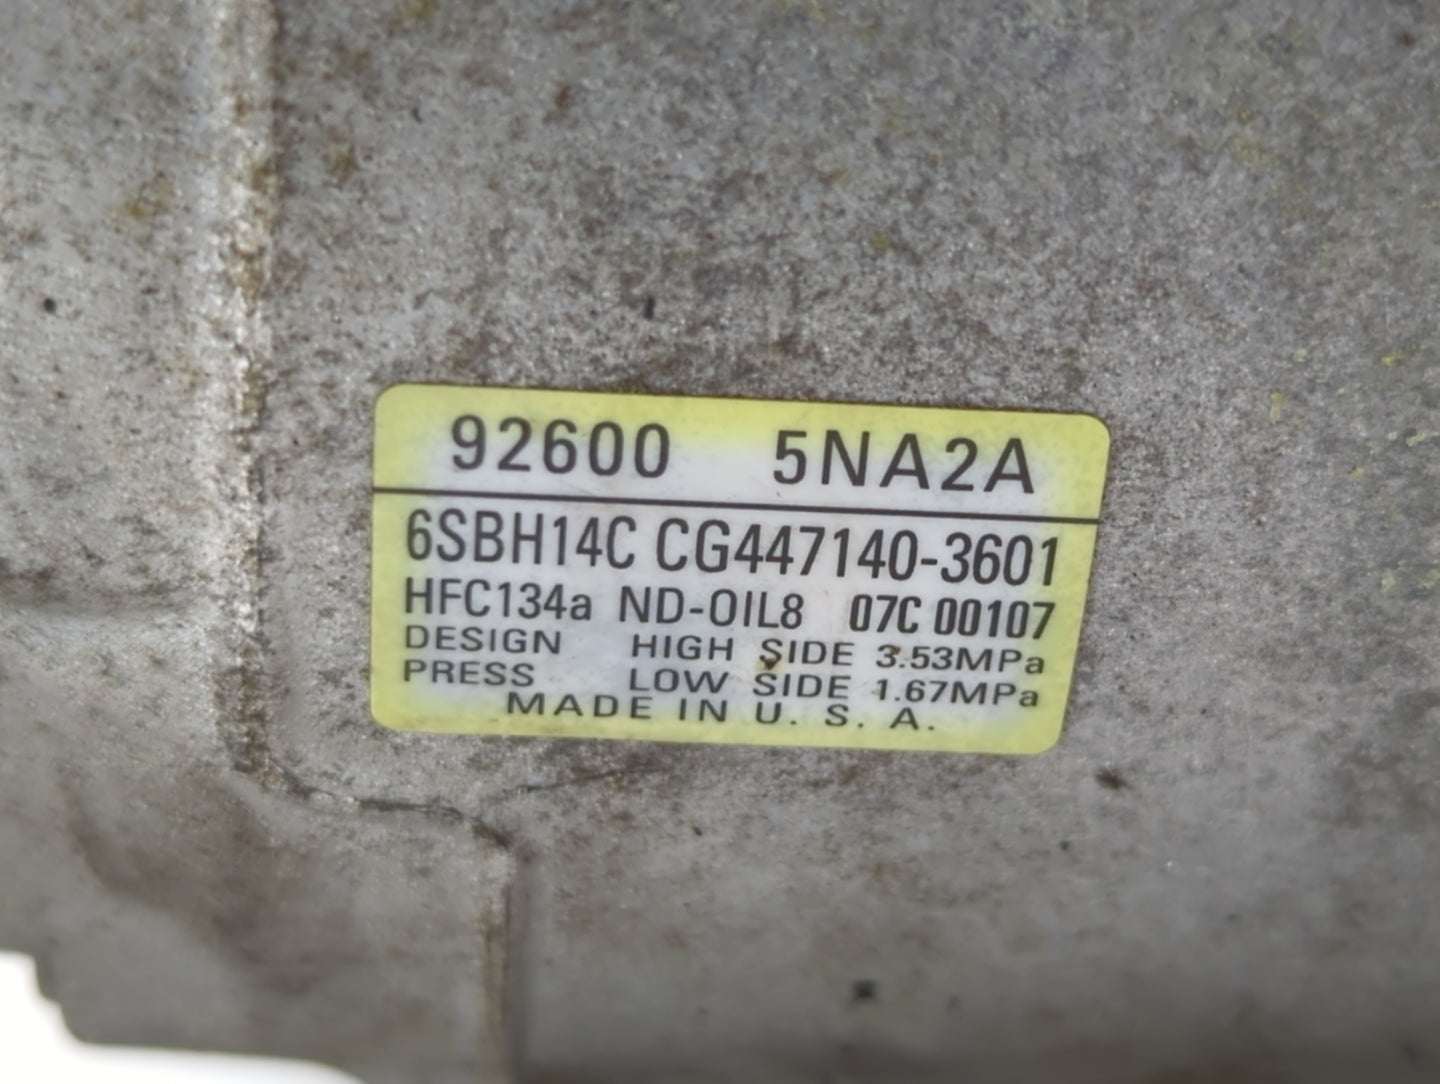 92600 5NA2A
6SBH14C CG447140-3601
HFC134a ND-OIL8 07C 00107
DESIGN HIGH SIDE 3.53MPa
PRESS LOW SIDE 1.67MPa
MADE IN U. S. A.